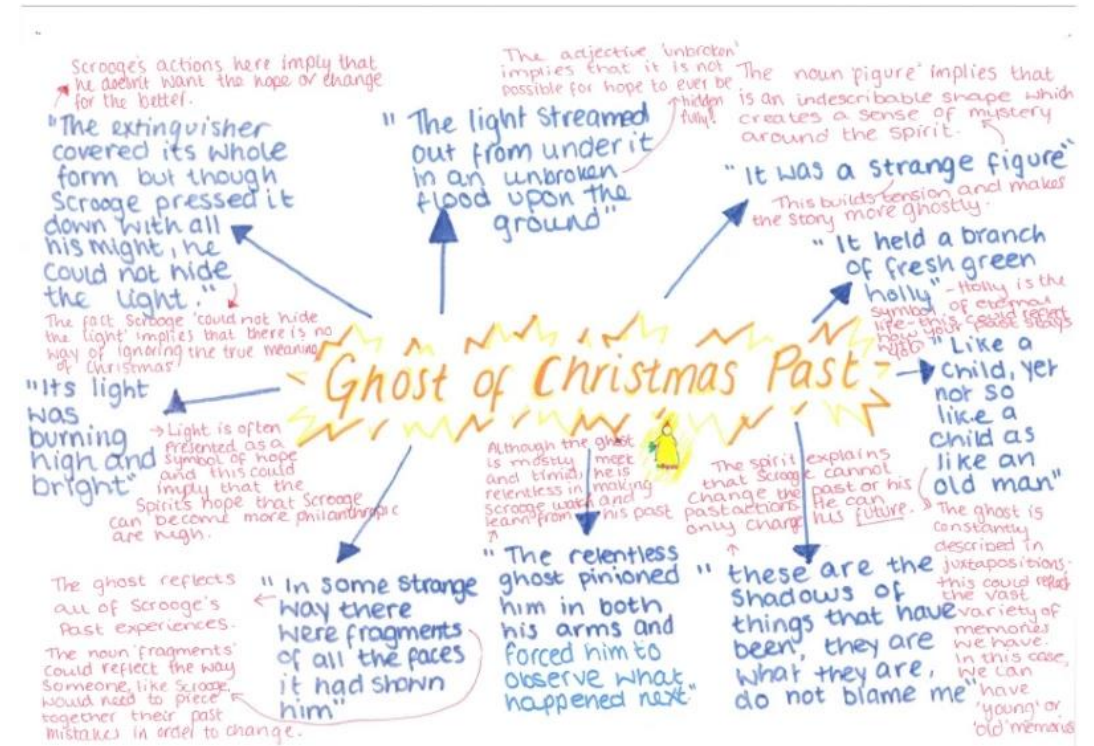 Scrooge's actions here imply that
he doesn't want the hope or change
for the better.
"The extinguisher
covered its whole
form but though
Scrooge pressed it
down with all
his might, he
could not hide
the light."
The fact Scrooge 'could not hide
the light' implies that there is no
way of ignoring the true meaning
of Christmas
The adjective 'unbroken'
implies that it is not
possible for hope to ever be
hidden
fully.
"The light streamed
out from under it
in an unbroken
flood upon the
ground"
The noun 'figure' implies that
is an indescribable shape which
creates a sense of mystery
around the spirit.
"It was a strange figure"
This builds tension and makes
the story more ghostly.
"It held a branch
of fresh green
holly"
- Holly is the
symbol of eternal
life - this could reflect
how your past stays
with you
Ghost of Christmas Past
"Like a
child, yet
not so
like a
child as
like an
old man"
The ghost is
constantly
described in
juxtapositions.
this could reflect
the vast
variety of
memories
we have.
In this case,
we can
have
'young' or
'old' memories
"Its light
was
burning
high and
bright"
Light is often
presented as a
symbol of hope
and this could
imply that the
Spirit's hope that Scrooge
can become more philanthropic
are high.
The ghost reflects
all of Scrooge's
past experiences.
The noun 'fragments'
could reflect the way
someone, like Scrooge,
would need to piece
together their past
mistakes in order to change.
"In some strange
way there
were fragments
of all the faces
it had shown
him"
Although the ghost
is mostly meek
and timid, he is
relentless in making
Scrooge watch and
learn from his past
"The relentless
ghost pinioned
him in both
his arms and
forced him to
observe what
happened next."
The spirit explains
that Scrooge cannot
change the past or his
past actions. He can
only change his future.
"these are the
shadows of
things that have
been", they are
what they are,
do not blame me"